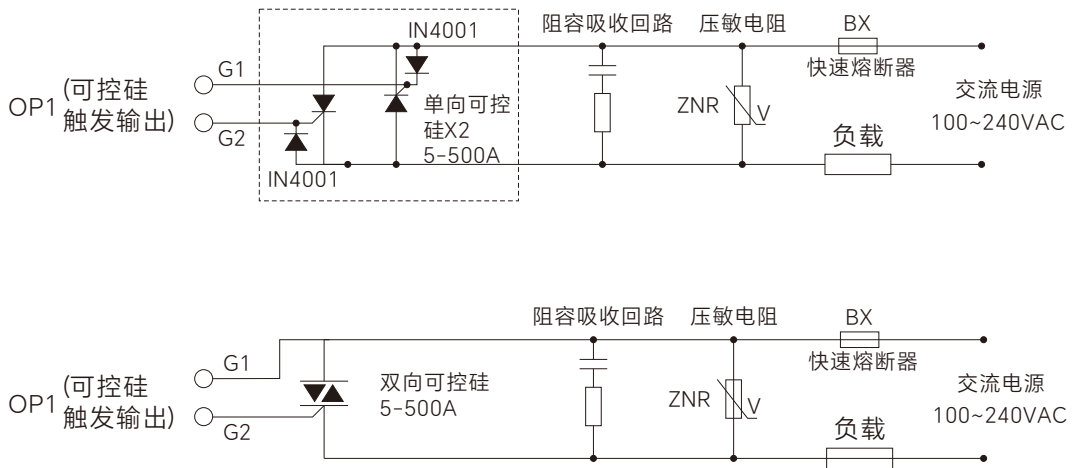 阻容吸收回路
压敏电阻
BX
IN4001
快速熔断器
G1
OP1
(可控硅
触发输出)
单向可控
硅X2
5-500A
ZNR
V
交流电源
100~240VAC
G2
负载
IN4001
阻容吸收回路
压敏电阻
BX
快速熔断器
G1
OP1
(可控硅
触发输出)
双向可控硅
5-500A
ZNR
V
交流电源
100~240VAC
G2
负载